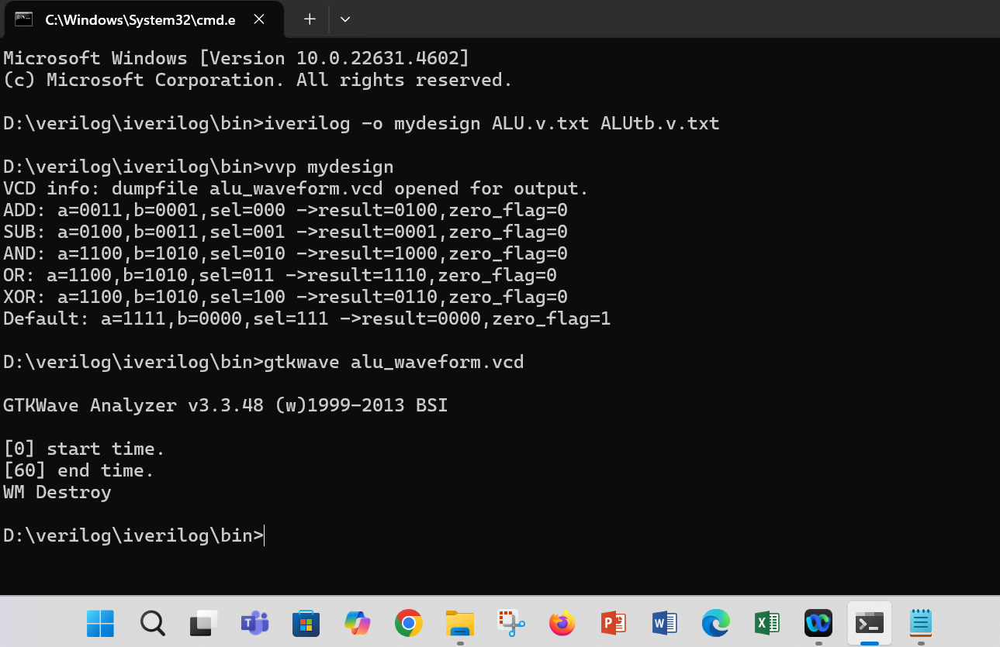 C:\Windows\System32\cmd.e
Microsoft Windows [Version 10.0.22631.4602]
(c) Microsoft Corporation. All rights reserved.
D:\verilog\iverilog\bin>iverilog -o mydesign ALU.v.txt ALUtb.v.txt
D:\verilog\iverilog\bin>vvp mydesign
VCD info: dumpfile alu_waveform.vcd opened for output.
ADD: a=0011,b=0001,sel=000 ->result=0100,zero_flag=0
SUB: a=0100,b=0011,sel=001 ->result=0001,zero_flag=0
AND: a=1100,b=1010,sel=010 ->result=1000,zero_flag=0
OR: a=1100,b=1010,sel=011 ->result=1110,zero_flag=0
XOR: a=1100,b=1010,sel=100 ->result=0110,zero_flag=0
Default: a=1111,b=0000,sel=111 ->result=0000,zero_flag=1
D:\verilog\iverilog\bin>gtkwave alu_waveform.vcd
GTKWave Analyzer v3.3.48 (w)1999-2013 BSI
[0] start time.
[60] end time.
WM Destroy
D:\verilog\iverilog\bin>